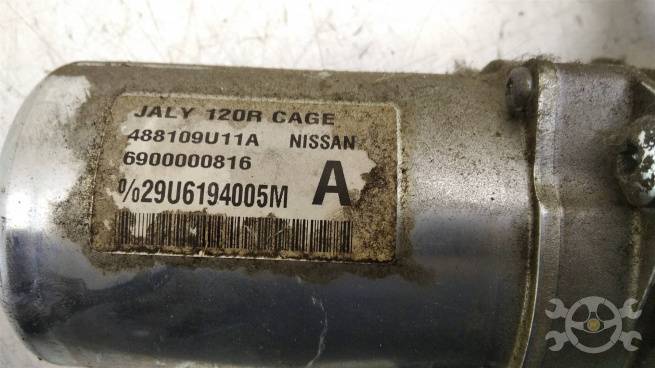 JALY 120R CAGE
488109U11A NISSAN
6900000816
%29U6194005M A